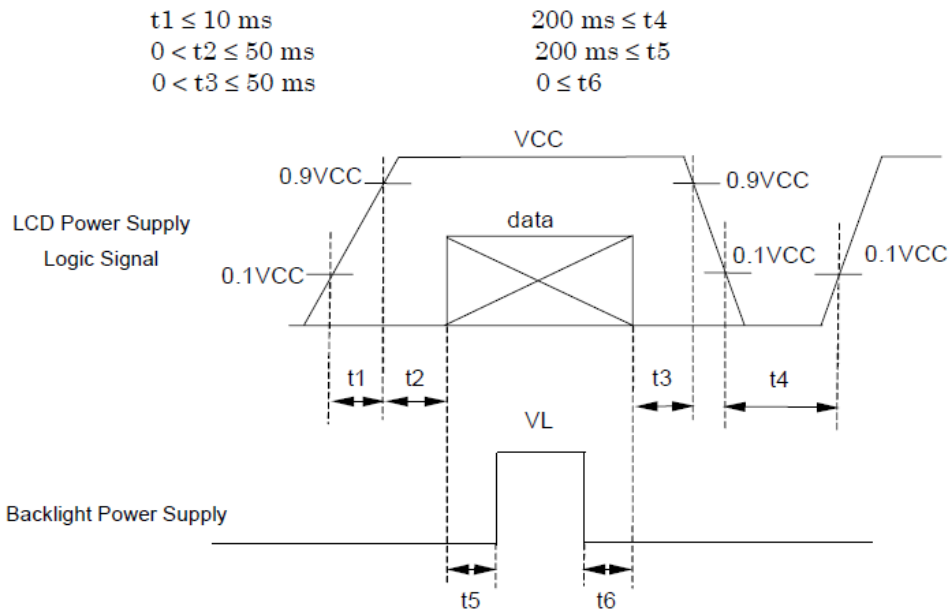 t1 ≤ 10 ms
200 ms ≤ t4
0 < t2 ≤ 50 ms
200 ms ≤ t5
0 < t3 ≤ 50 ms
0 ≤ t6
VCC
0.9VCC
0.9VCC
LCD Power Supply
Logic Signal
data
0.1VCC
0.1VCC
0.1VCC
t1
t2
t3
t4
VL
Backlight Power Supply
t5
t6